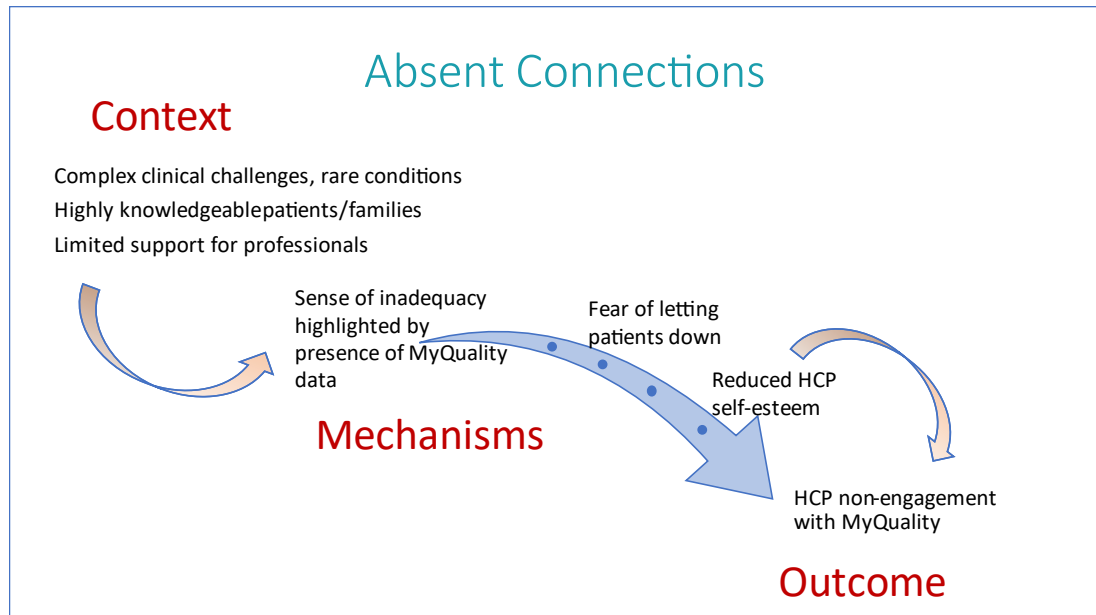 Absent Connections
Context
Complex clinical challenges, rare conditions
Highly knowledgeablepatients/families
Limited support for professionals
Sense of inadequacy
highlighted by
presence of MyQuality
data
Fear of letting
patients down
Reduced HCP
self-esteem
Mechanisms
HCP non-engagement
with MyQuality
Outcome